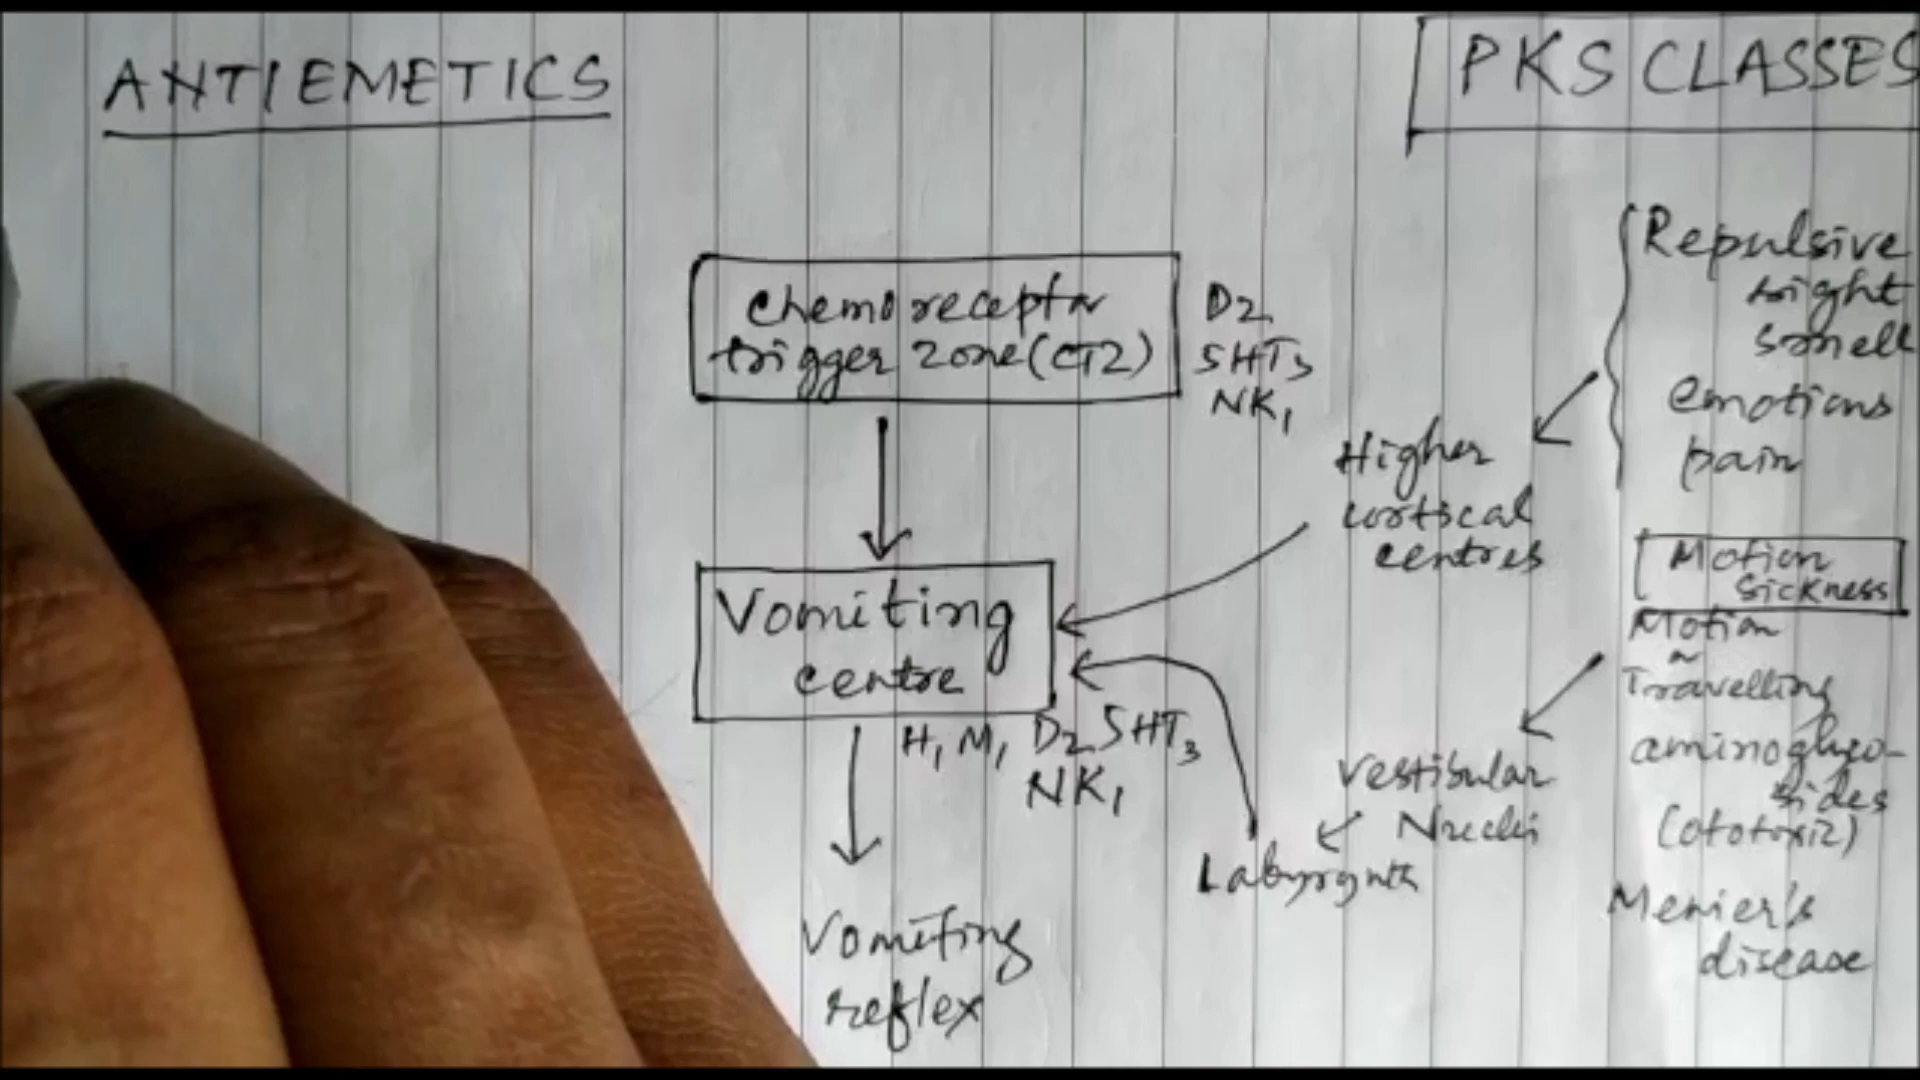 ANTIEMETICS
PKS CLASSES
Chemoreceptor
trigger zone (CTZ)
D2
5HT3
NK1
Vomiting
centre
H1 M1 D2 5HT3
NK1
Vomiting
reflex
Higher
cortical
centres
Vestibular
Nuclei
Labyrynth
Repulsive
sight
smell
emotions
pain
Motion
Sickness
Motion
Travelling
aminoglyco-
sides
(ototoxic)
Menier's
disease